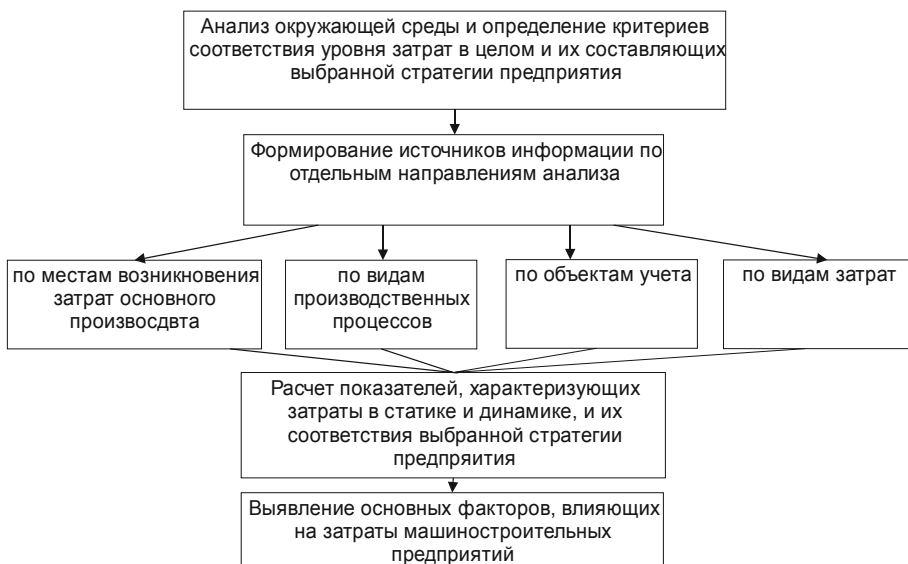 Анализ окружающей среды и определение критериев
соответствия уровня затрат в целом и их составляющих
выбранной стратегии предприятия
Формирование источников информации по
отдельным направлениям анализа
по местам возникновения
затрат основного
произвосдвта
по видам
производственных
процессов
по объектам учета
по видам затрат
Расчет показателей, характеризующих
затраты в статике и динамике, и их
соответствия выбранной стратегии
предпряития
Выявление основных факторов, влияющих
на затраты машиностроительных
предприятий